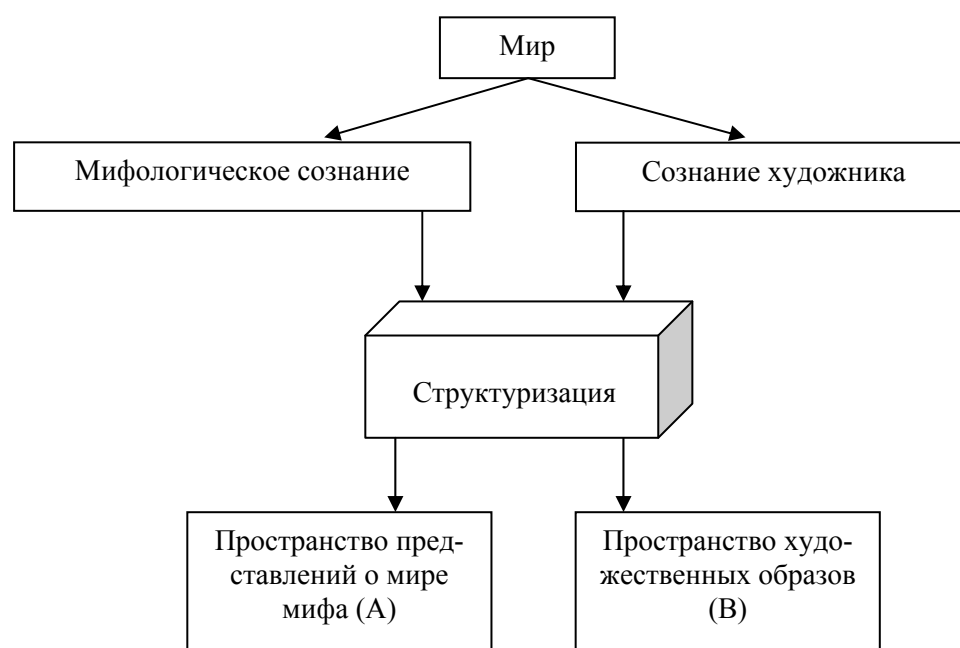 Мир
Мифологическое сознание
Сознание художника
Структуризация
Пространство пред-
ставлений о мире
мифа (А)
Пространство худо-
жественных образов
(В)